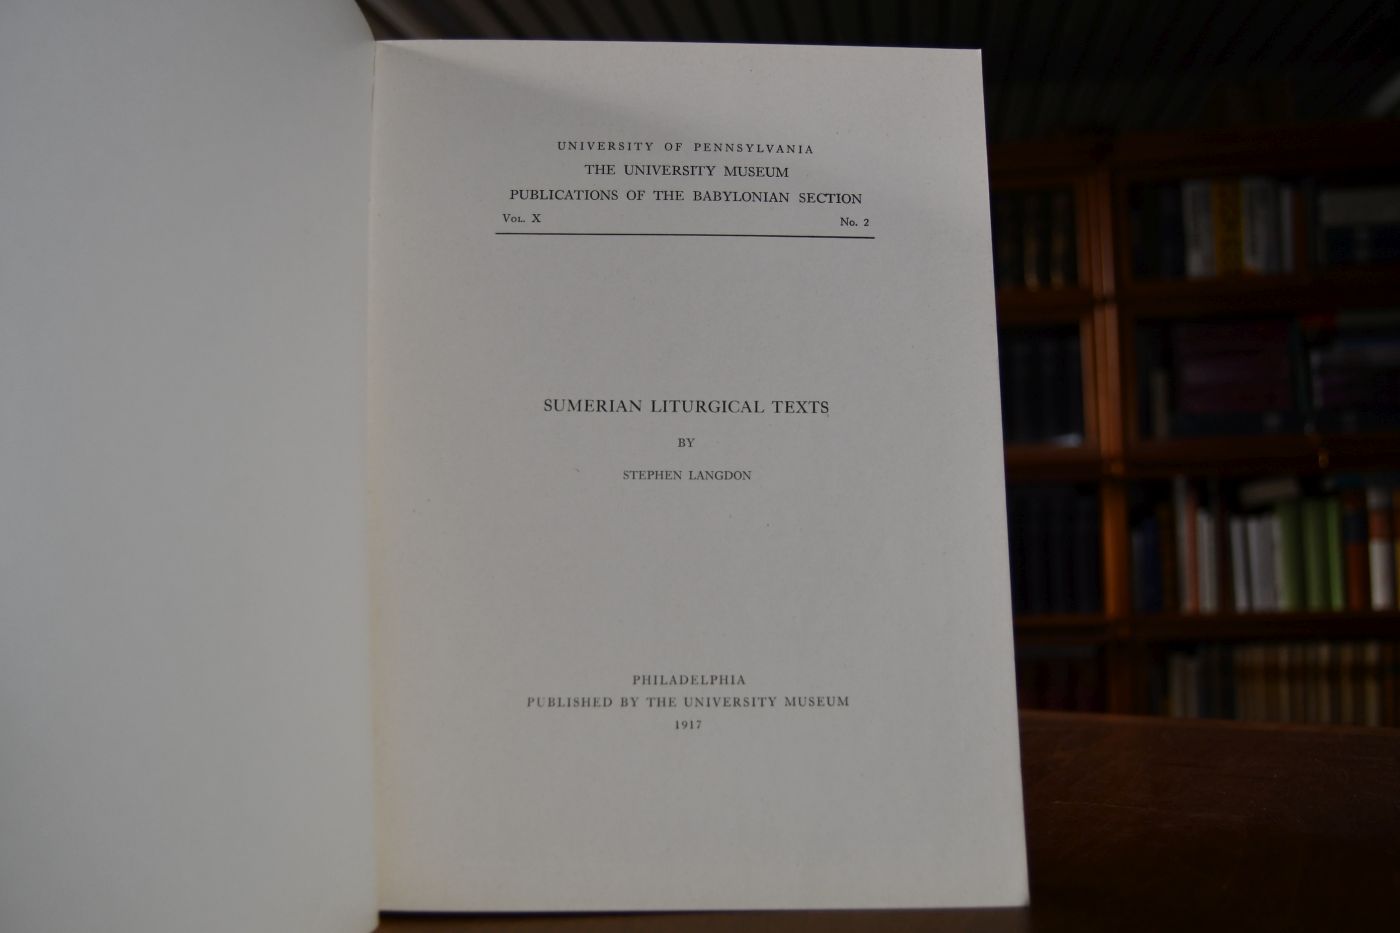 UNIVERSITY OF PENNSYLVANIA
THE UNIVERSITY MUSEUM
PUBLICATIONS OF THE BABYLONIAN SECTION
Vol. X No. 2
SUMERIAN LITURGICAL TEXTS
BY
STEPHEN LANGDON
PHILADELPHIA
PUBLISHED BY THE UNIVERSITY MUSEUM
1917